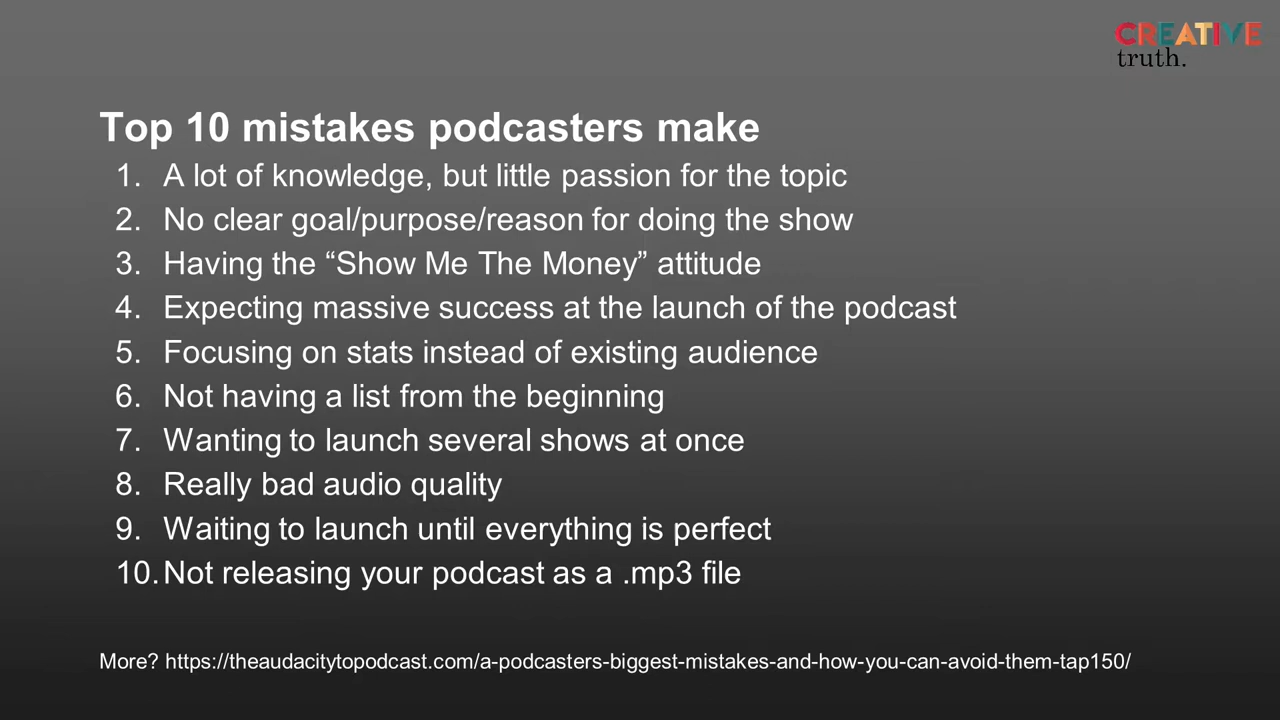 CREATIVE
truth.
Top 10 mistakes podcasters make
1. A lot of knowledge, but little passion for the topic
2. No clear goal/purpose/reason for doing the show
3. Having the “Show Me The Money” attitude
4. Expecting massive success at the launch of the podcast
5. Focusing on stats instead of existing audience
6. Not having a list from the beginning
7. Wanting to launch several shows at once
8. Really bad audio quality
9. Waiting to launch until everything is perfect
10. Not releasing your podcast as a .mp3 file
More? https://theaudacitytopodcast.com/a-podcasters-biggest-mistakes-and-how-you-can-avoid-them-tap150/